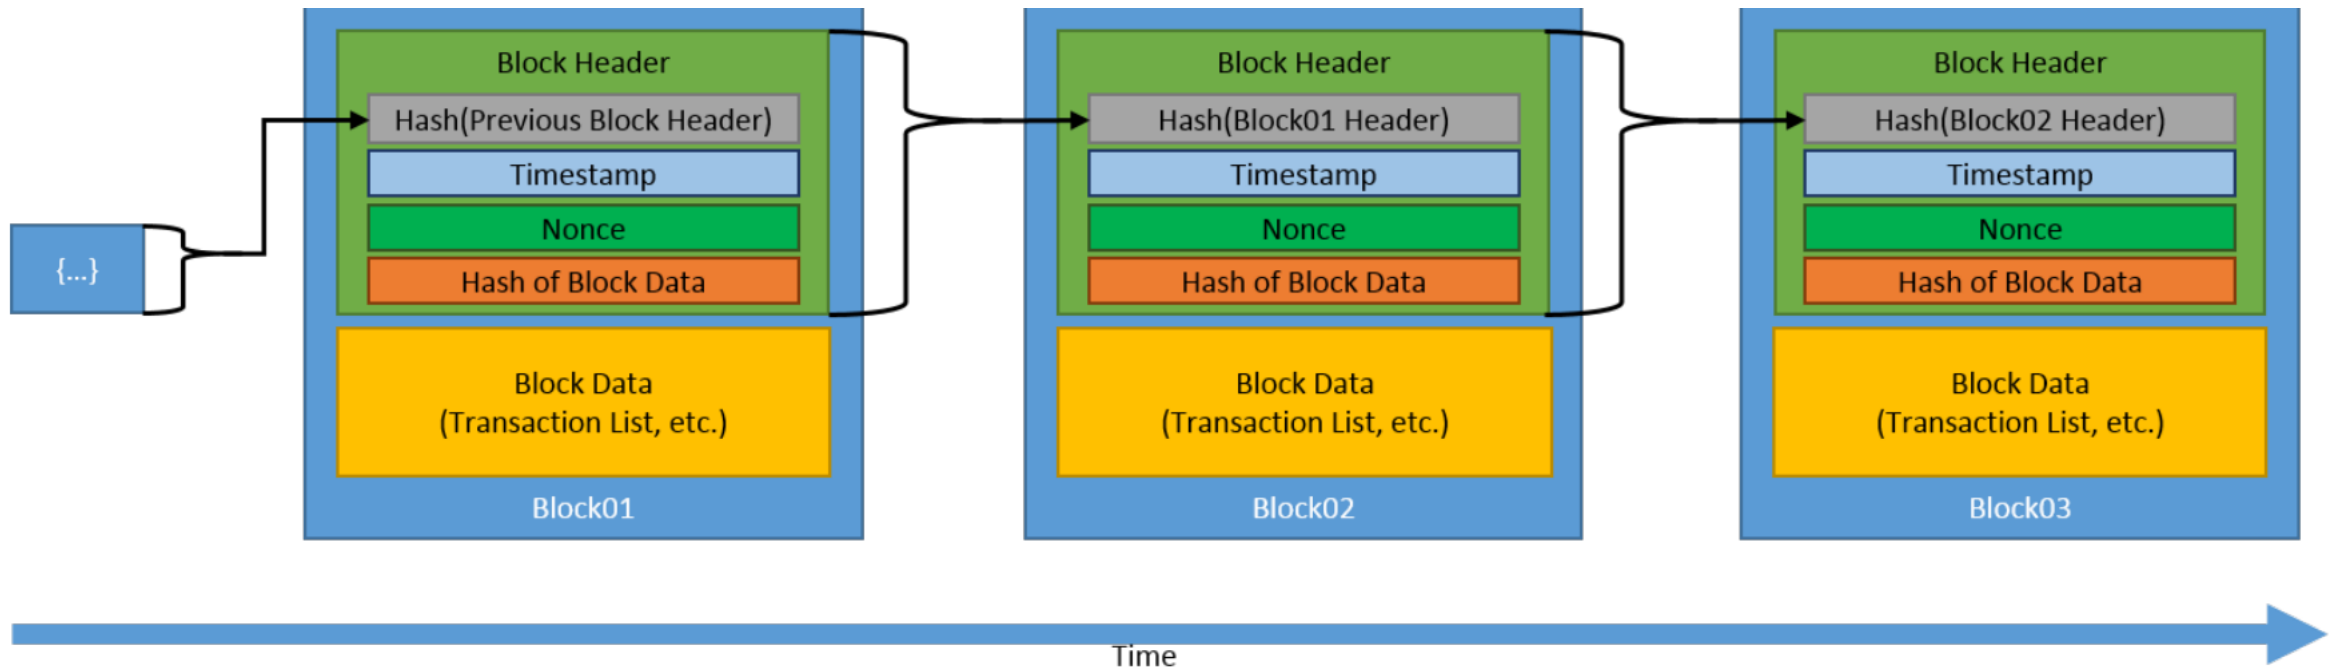 {...}
Block Header
Hash(Previous Block Header)
Timestamp
Nonce
Hash of Block Data
Block Data
(Transaction List, etc.)
Block01
Block Header
Hash(Block01 Header)
Timestamp
Nonce
Hash of Block Data
Block Data
(Transaction List, etc.)
Block02
Block Header
Hash(Block02 Header)
Timestamp
Nonce
Hash of Block Data
Block Data
(Transaction List, etc.)
Block03
Time